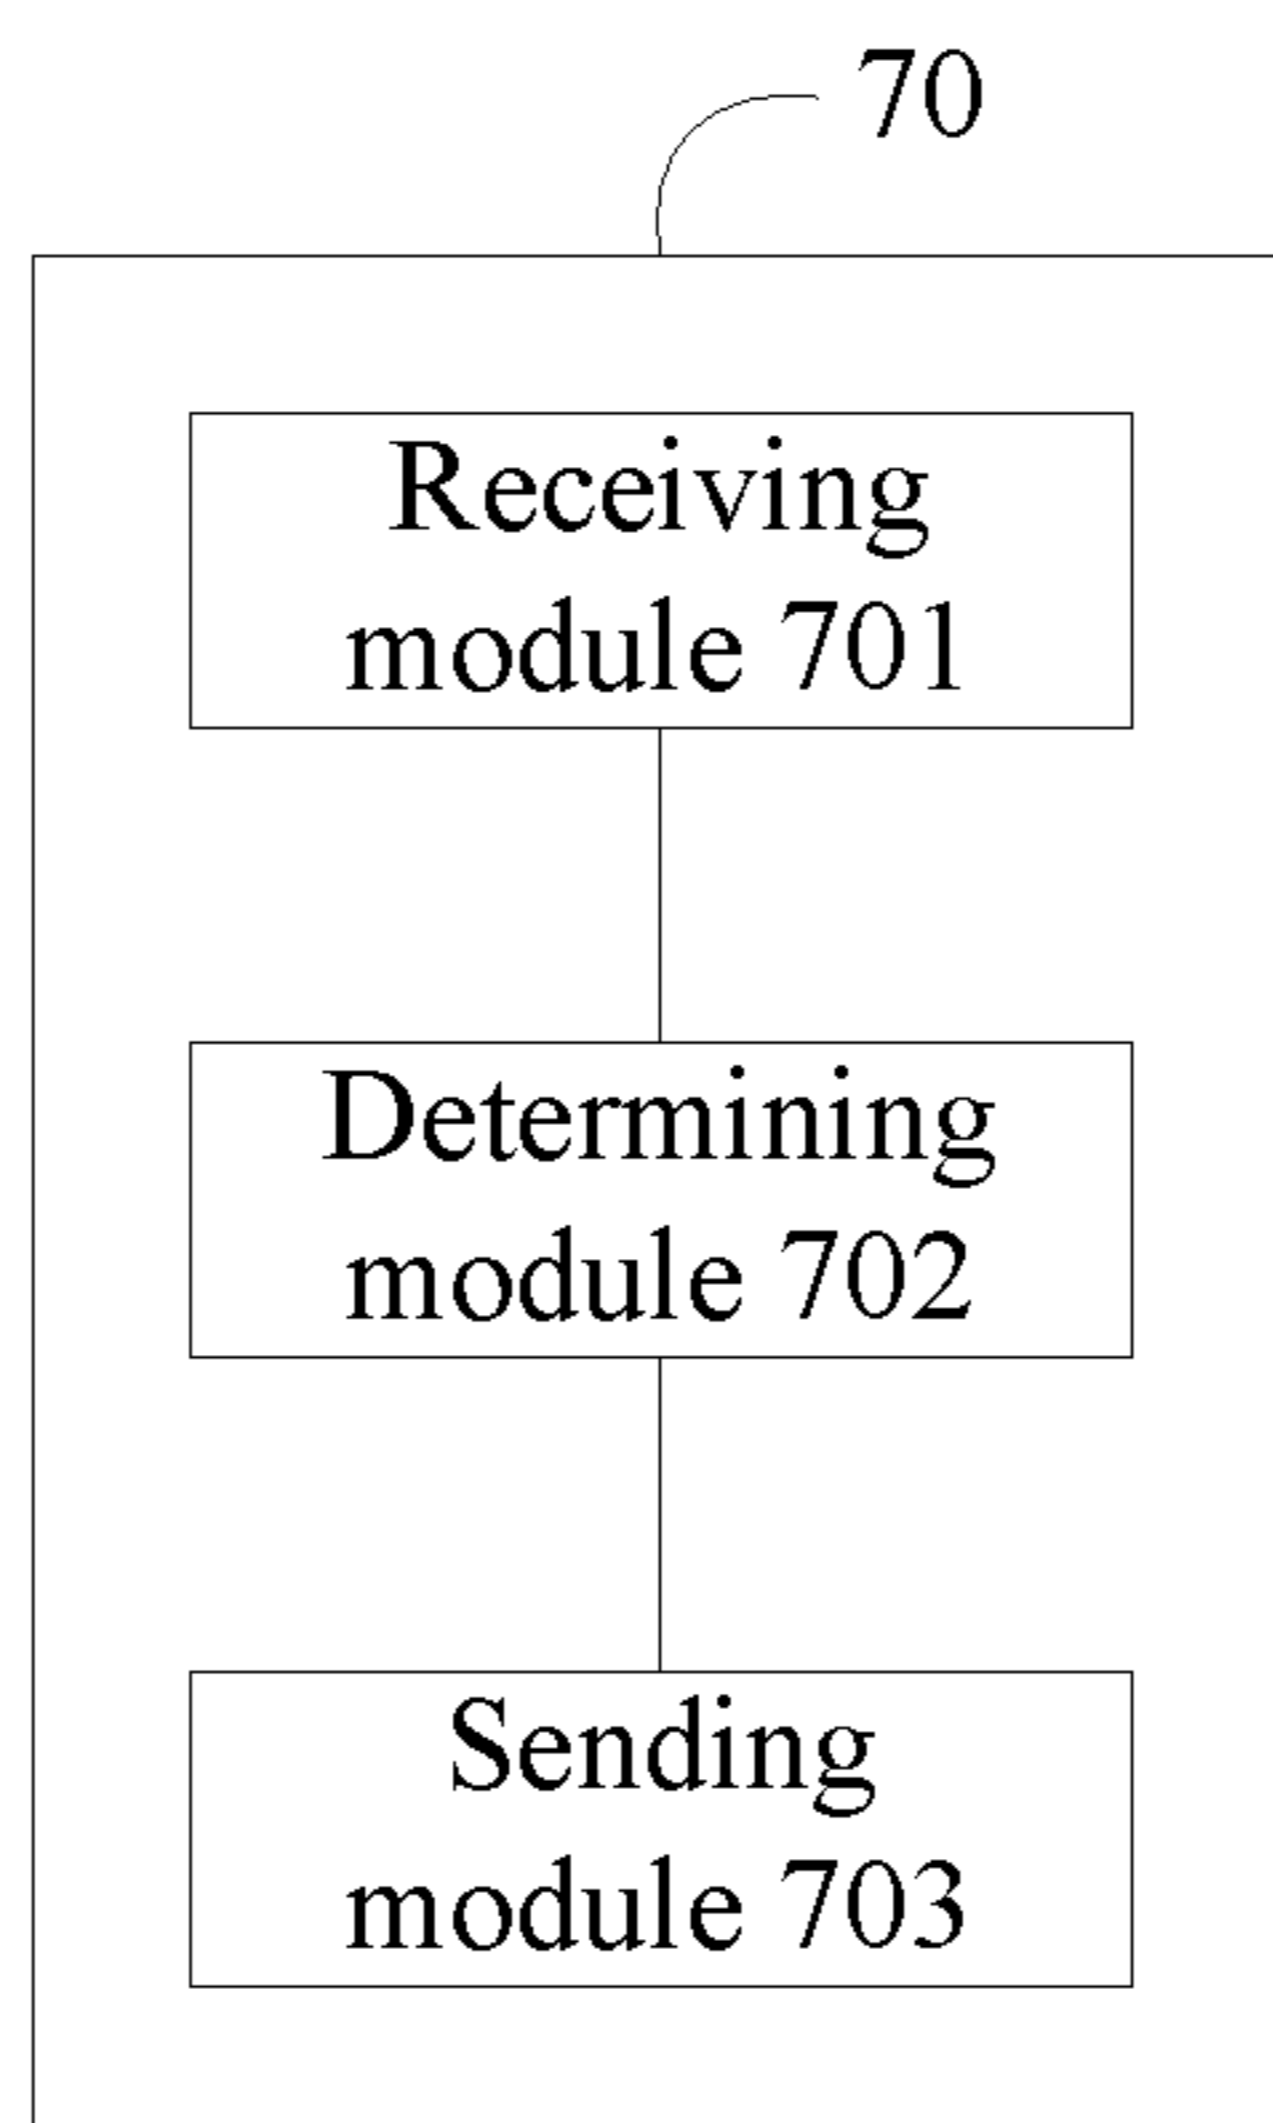 70
Receiving
module 701
Determining
module 702
Sending
module 703